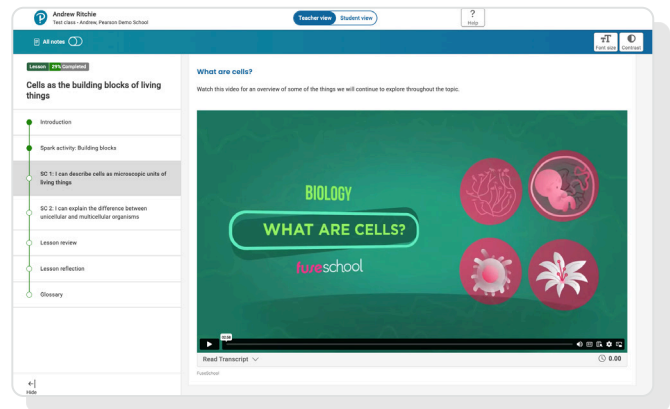 Andrew Ritchie
Test class - Andrew, Pearson Demo School
Teacher view
Student view
?
Help
All notes
TT
Font size
Contrast
Lesson
29% Completed
Cells as the building blocks of living
things
Introduction
Spark activity: Building blocks
SC 1: I can describe cells as microscopic units of
living things
SC 2: I can explain the difference between
unicellular and multicellular organisms
Lesson review
Lesson reflection
Glossary
Hide
What are cells?
Watch this video for an overview of some of the things we will continue to explore throughout the topic.
BIOLOGY
WHAT ARE CELLS?
fuseschool
Read Transcript
0.00
FuseSchool